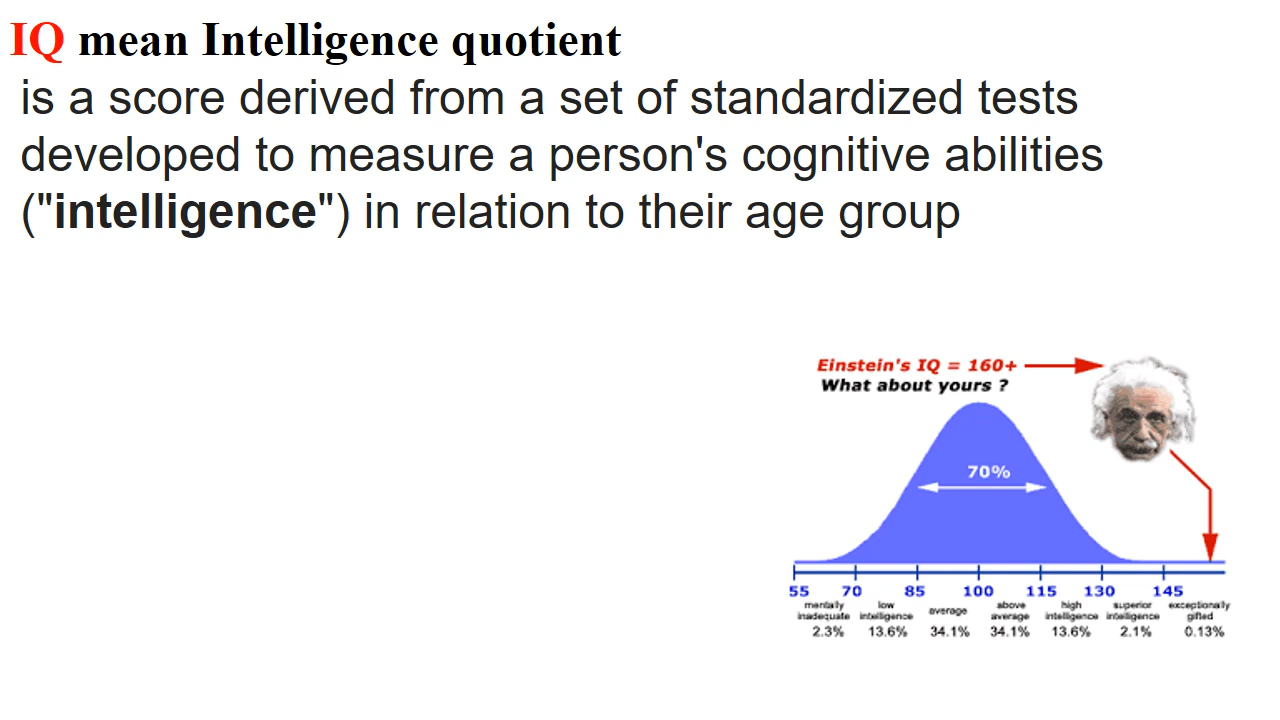 IQ mean Intelligence quotient
is a score derived from a set of standardized tests
developed to measure a person's cognitive abilities
("intelligence") in relation to their age group
Einstein's IQ = 160+
What about yours ?
70%
55 70 85 100 115 130 145
mentally inadequate low intelligence average above average high intelligence superior intelligence exceptionally gifted
2.3% 13.6% 34.1% 34.1% 13.6% 2.1% 0.13%